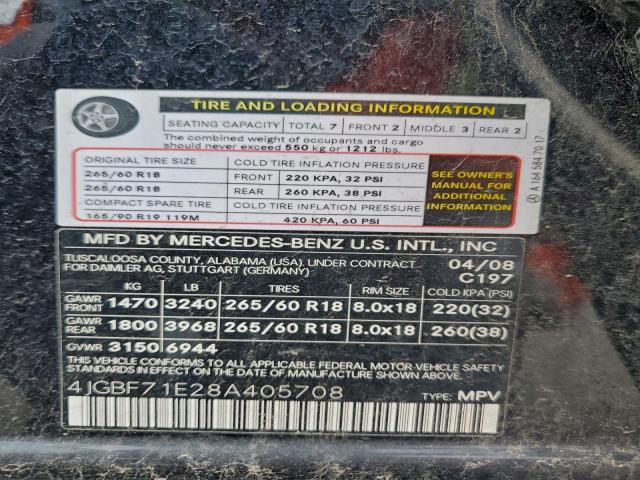 TIRE AND LOADING INFORMATION
SEATING CAPACITY TOTAL 7 FRONT 2 MIDDLE 3 REAR 2
The combined weight of occupants and cargo
should never exceed 550 kg or 1212 lbs.
ORIGINAL TIRE SIZE COLD TIRE INFLATION PRESSURE
265/60 R18 FRONT 220 KPA, 32 PSI
265/60 R18 REAR 260 KPA, 38 PSI
COMPACT SPARE TIRE COLD TIRE INFLATION PRESSURE
165/90 R19 119M 420 KPA, 60 PSI
SEE OWNER'S
MANUAL FOR
ADDITIONAL
INFORMATION
A 164 584 70 17
MFD BY MERCEDES-BENZ U.S. INTL., INC
TUSCALOOSA COUNTY, ALABAMA (USA). UNDER CONTRACT 04/08
FOR DAIMLER AG, STUTTGART (GERMANY) C197
KG LB TIRES RIM SIZE COLD KPA (PSI)
GAWR FRONT 1470 3240 265/60 R18 8.0x18 220(32)
GAWR REAR 1800 3968 265/60 R18 8.0x18 260(38)
GVWR 3150 6944
THIS VEHICLE CONFORMS TO ALL APPLICABLE FEDERAL MOTOR VEHICLE SAFETY
STANDARDS IN EFFECT ON THE DATE OF MANUFACTURE SHOWN ABOVE.
4JGBF71E28A405708 TYPE: MPV